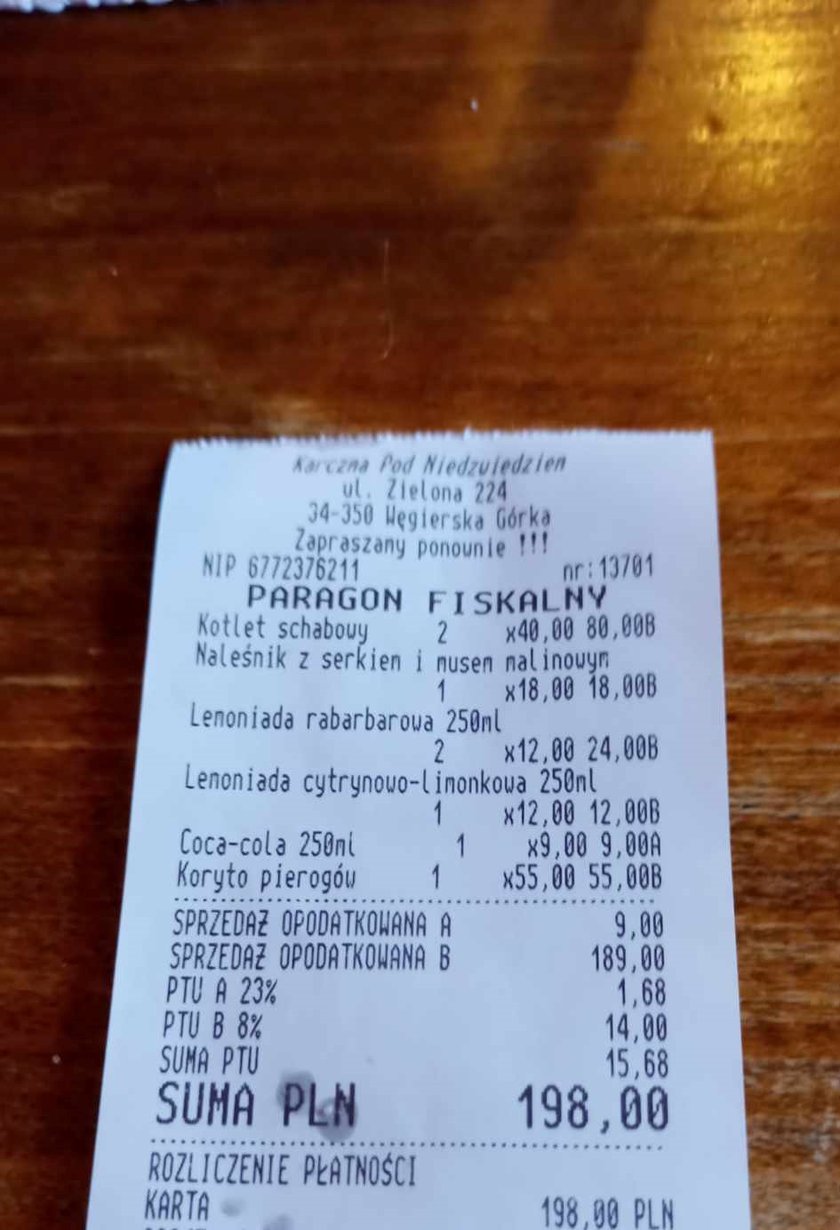 Karczma Pod Niedzwiedziem
ul. Zielona 224
34-350 Węgierska Górka
Zapraszamy ponownie !!!
NIP 6772376211 nr:13701
PARAGON FISKALNY
Kotlet schabowy 2 x40,00 80,00B
Naleśnik z serkiem i musem malinowym
1 x18,00 18,00B
Lemoniada rabarbarowa 250ml
2 x12,00 24,00B
Lemoniada cytrynowo-limonkowa 250ml
1 x12,00 12,00B
Coca-cola 250ml 1 x9,00 9,00A
Koryto pierogów 1 x55,00 55,00B
SPRZEDAŻ OPODATKOWANA A 9,00
SPRZEDAŻ OPODATKOWANA B 189,00
PTU A 23% 1,68
PTU B 8% 14,00
SUMA PTU 15,68
SUMA PLN 198,00
ROZLICZENIE PŁATNOŚCI
KARTA 198,00 PLN